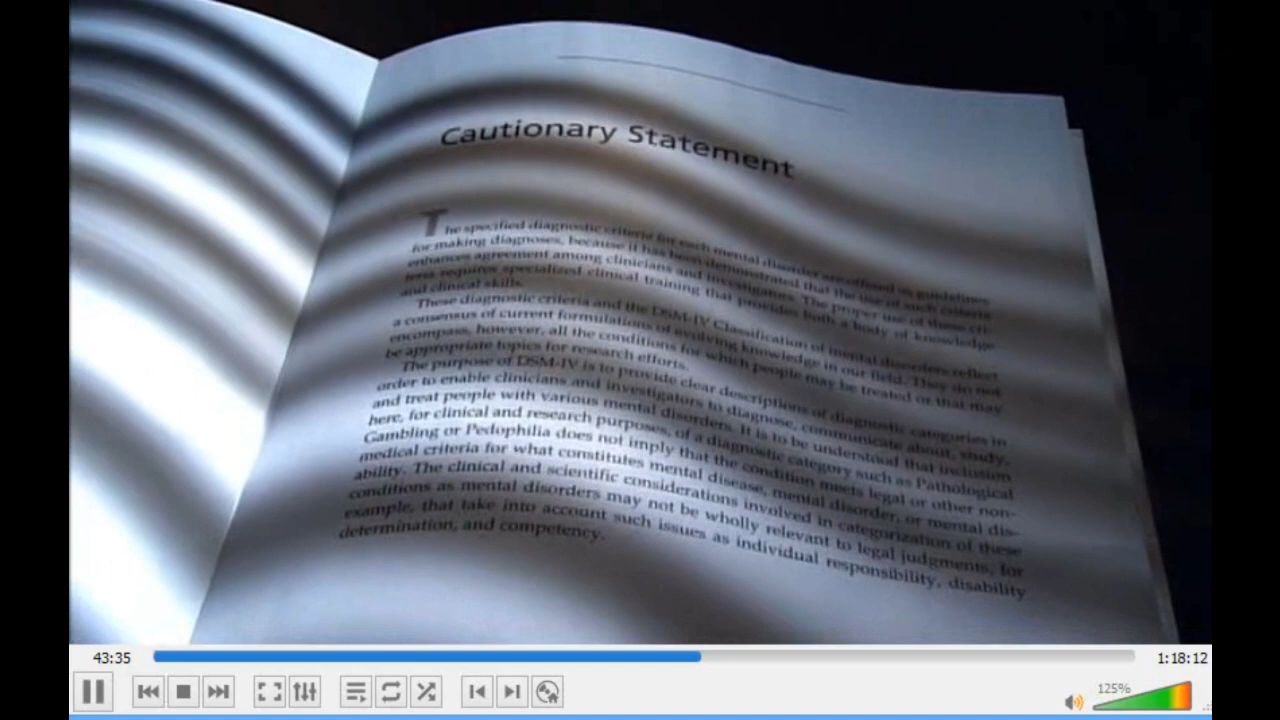 Cautionary Statement
The specified diagnostic criteria for each mental disorder are offered as guidelines
for making diagnoses, because it has been demonstrated that the use of such criteria
enhances agreement among clinicians and investigators. The proper use of these cri-
teria requires specialized clinical training that provides both a body of knowledge
and clinical skills.
These diagnostic criteria and the DSM-IV Classification of mental disorders reflect
a consensus of current formulations of evolving knowledge in our field. They do not
encompass, however, all the conditions for which people may be treated or that may
be appropriate topics for research efforts.
The purpose of DSM-IV is to provide clear descriptions of diagnostic categories in
order to enable clinicians and investigators to diagnose, communicate about, study,
and treat people with various mental disorders. It is to be understood that inclusion
here, for clinical and research purposes, of a diagnostic category such as Pathological
Gambling or Pedophilia does not imply that the condition meets legal or other non-
medical criteria for what constitutes mental disease, mental disorder, or mental dis-
ability. The clinical and scientific considerations involved in categorization of these
conditions as mental disorders may not be wholly relevant to legal judgments, for
example, that take into account such issues as individual responsibility, disability
determination, and competency.
43:35
1:18:12
125%